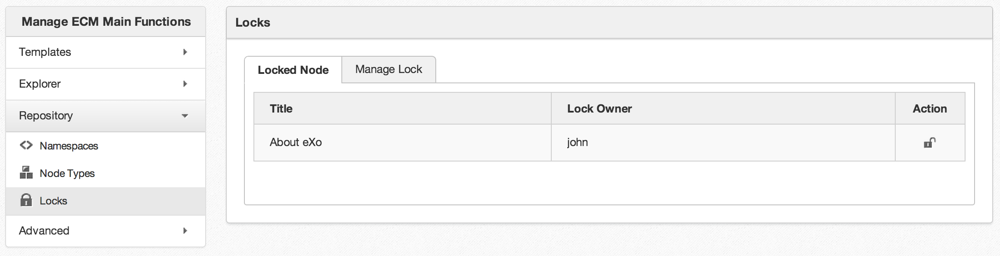 Manage ECM Main Functions
Templates
Explorer
Repository
Namespaces
Node Types
Locks
Advanced
Locks
Locked Node Manage Lock
Title Lock Owner Action
About eXo john